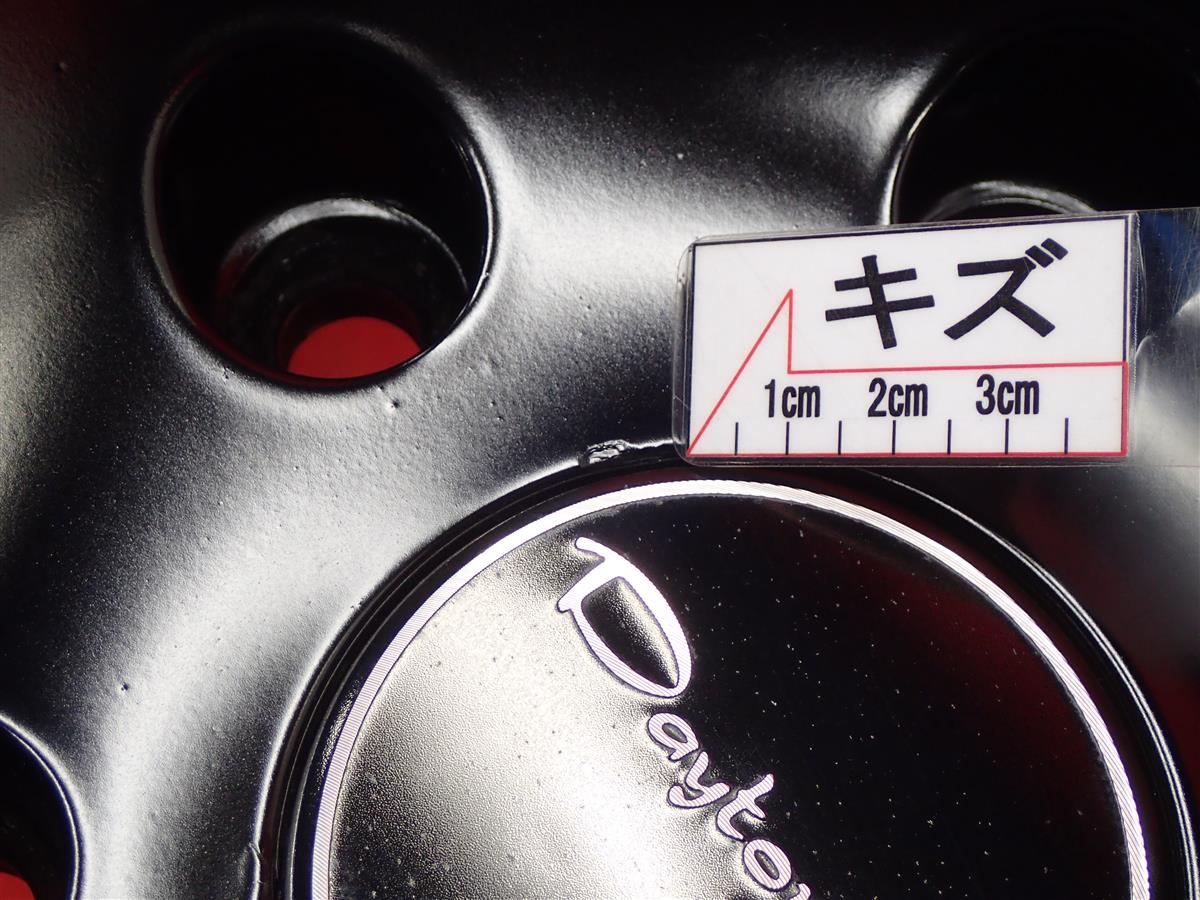 キズ
1cm 2cm 3cm
Dayto